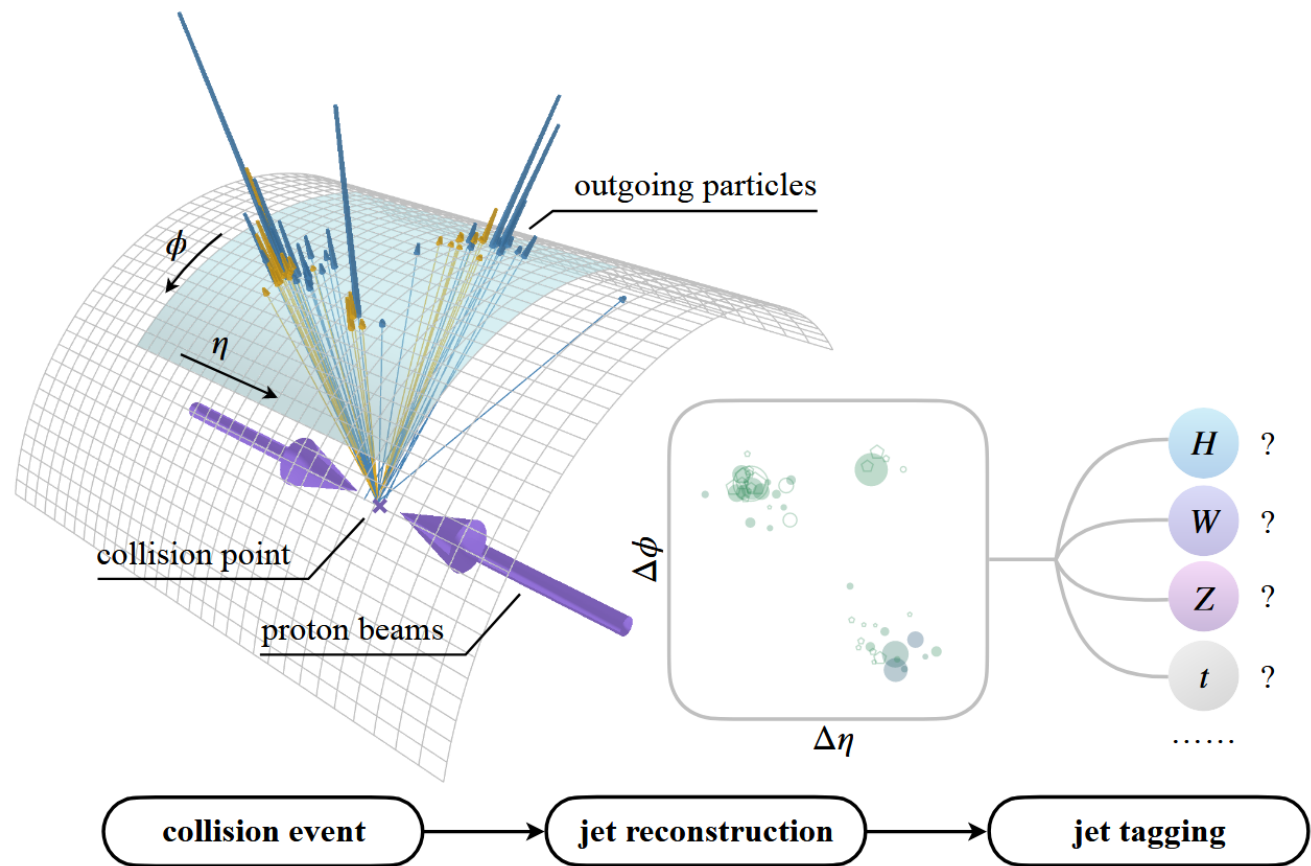 outgoing particles
ϕ
η
collision point
proton beams
Δϕ
Δη
H ?
W ?
Z ?
t ?
……
collision event
jet reconstruction
jet tagging